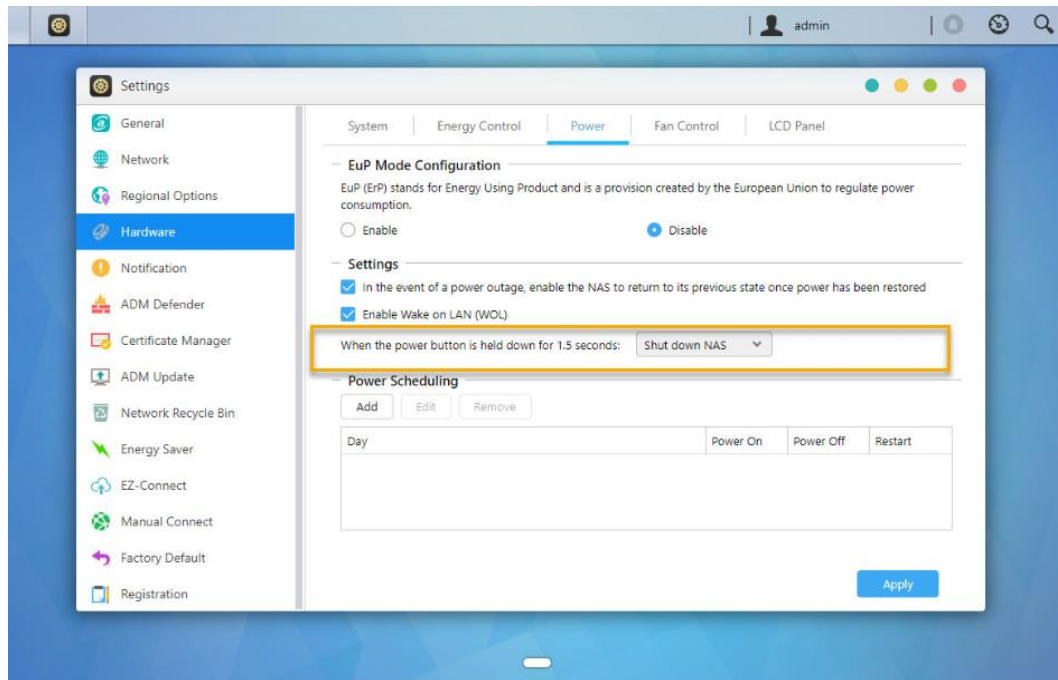 admin
Settings
General
Network
Regional Options
Hardware
Notification
ADM Defender
Certificate Manager
ADM Update
Network Recycle Bin
Energy Saver
EZ-Connect
Manual Connect
Factory Default
Registration
System Energy Control Power Fan Control LCD Panel
EuP Mode Configuration
EuP (ErP) stands for Energy Using Product and is a provision created by the European Union to regulate power
consumption.
Enable Disable
Settings
In the event of a power outage, enable the NAS to return to its previous state once power has been restored
Enable Wake on LAN (WOL)
When the power button is held down for 1.5 seconds: Shut down NAS
Power Scheduling
Add Edit Remove
Day Power On Power Off Restart
Apply